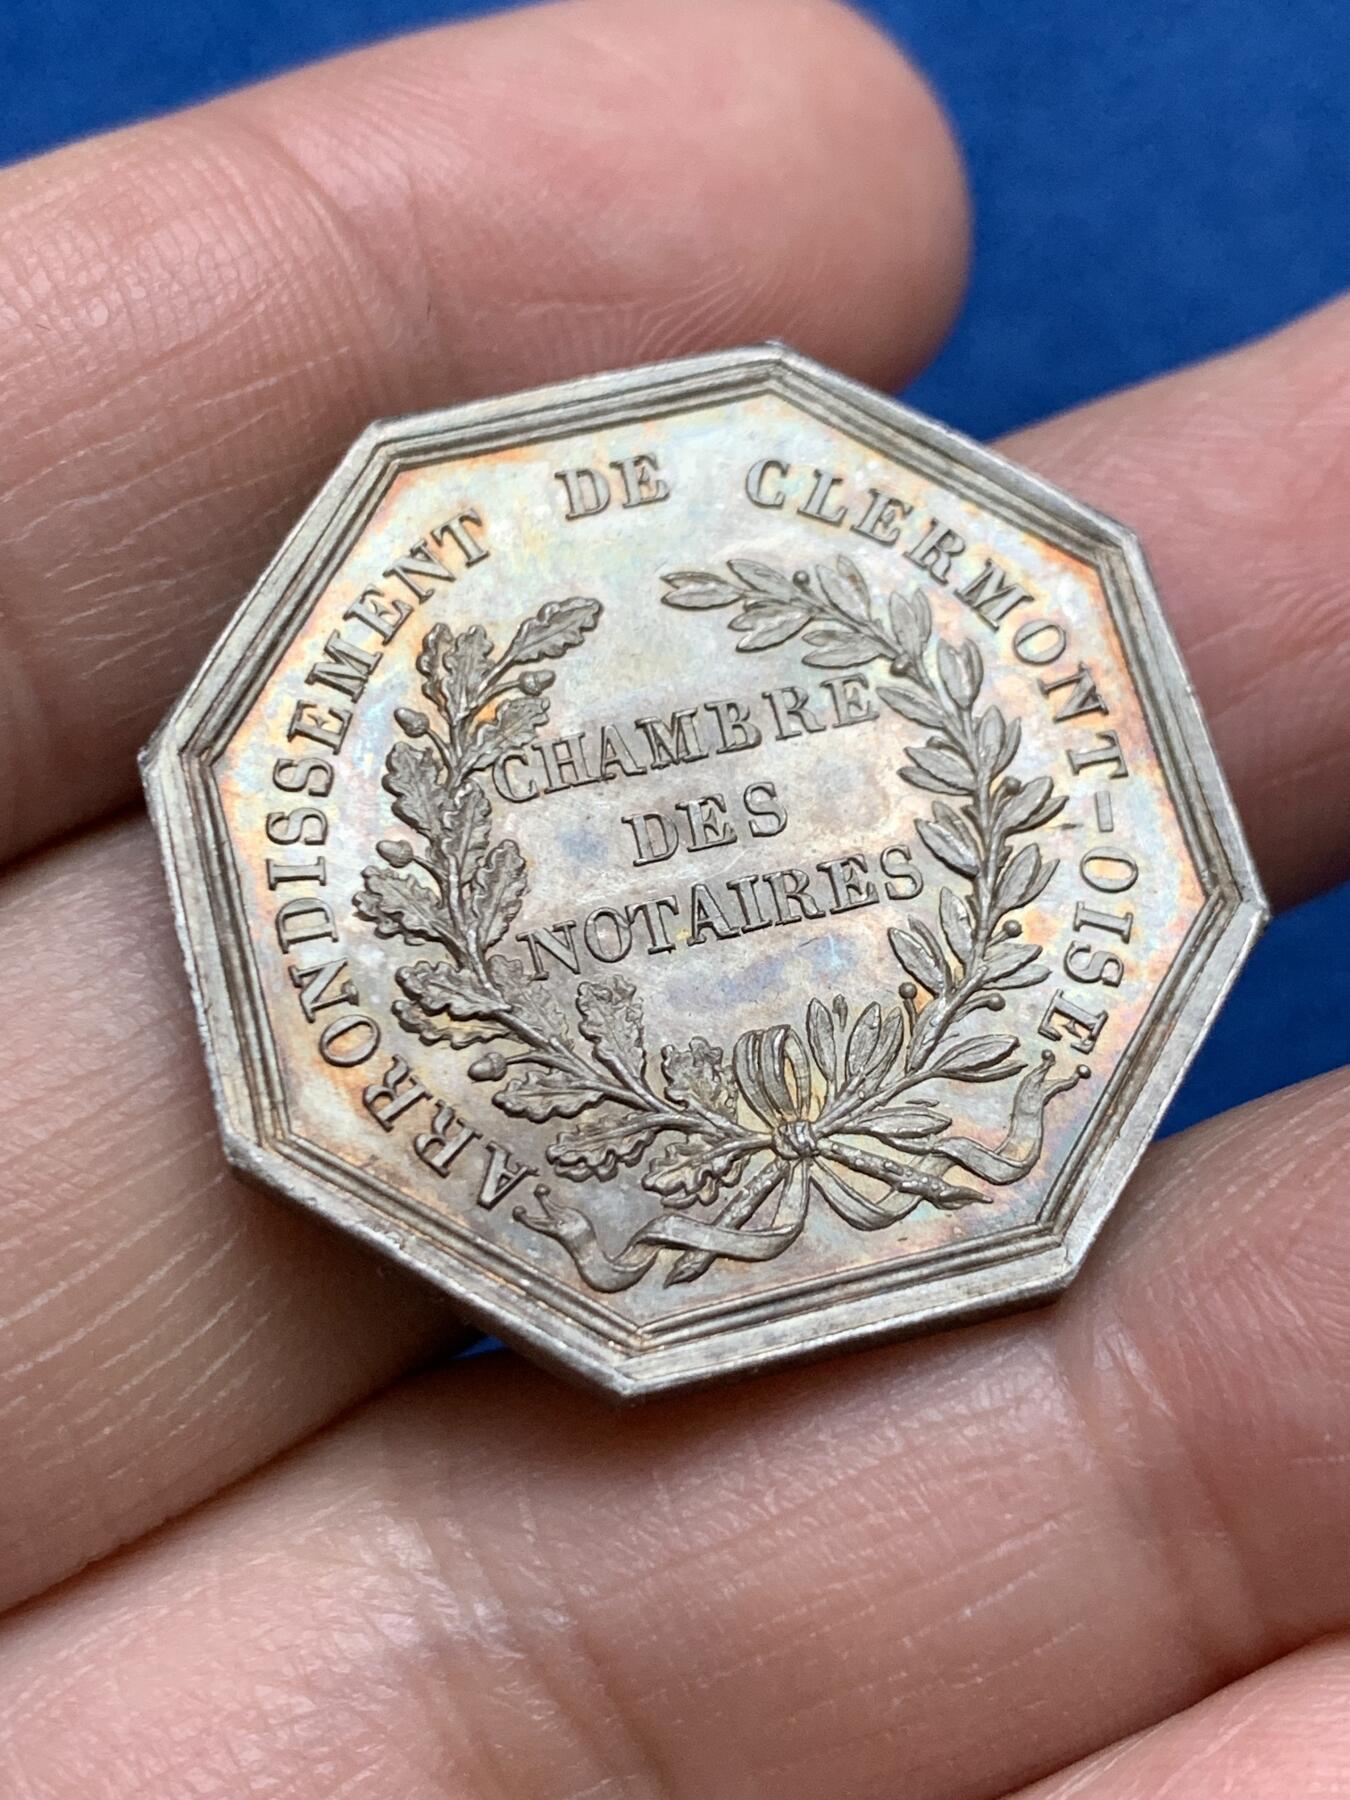 ARRONDISSEMENT DE CLERMONT-OISE
CHAMBRE
DES
NOTAIRES